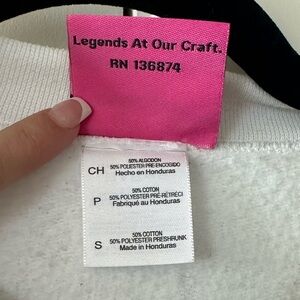 Legends At Our Craft.
RN 136874
50% ALGODON
50% POLYESTER PRE-ENCOGIDO
CH Hecho en Honduras
50% COTON
50% POLYESTER PRÉ-RÉTRÉCI
P Fabriqué au Honduras
50% COTTON
50% POLYESTER PRESHRUNK
S Made in Honduras